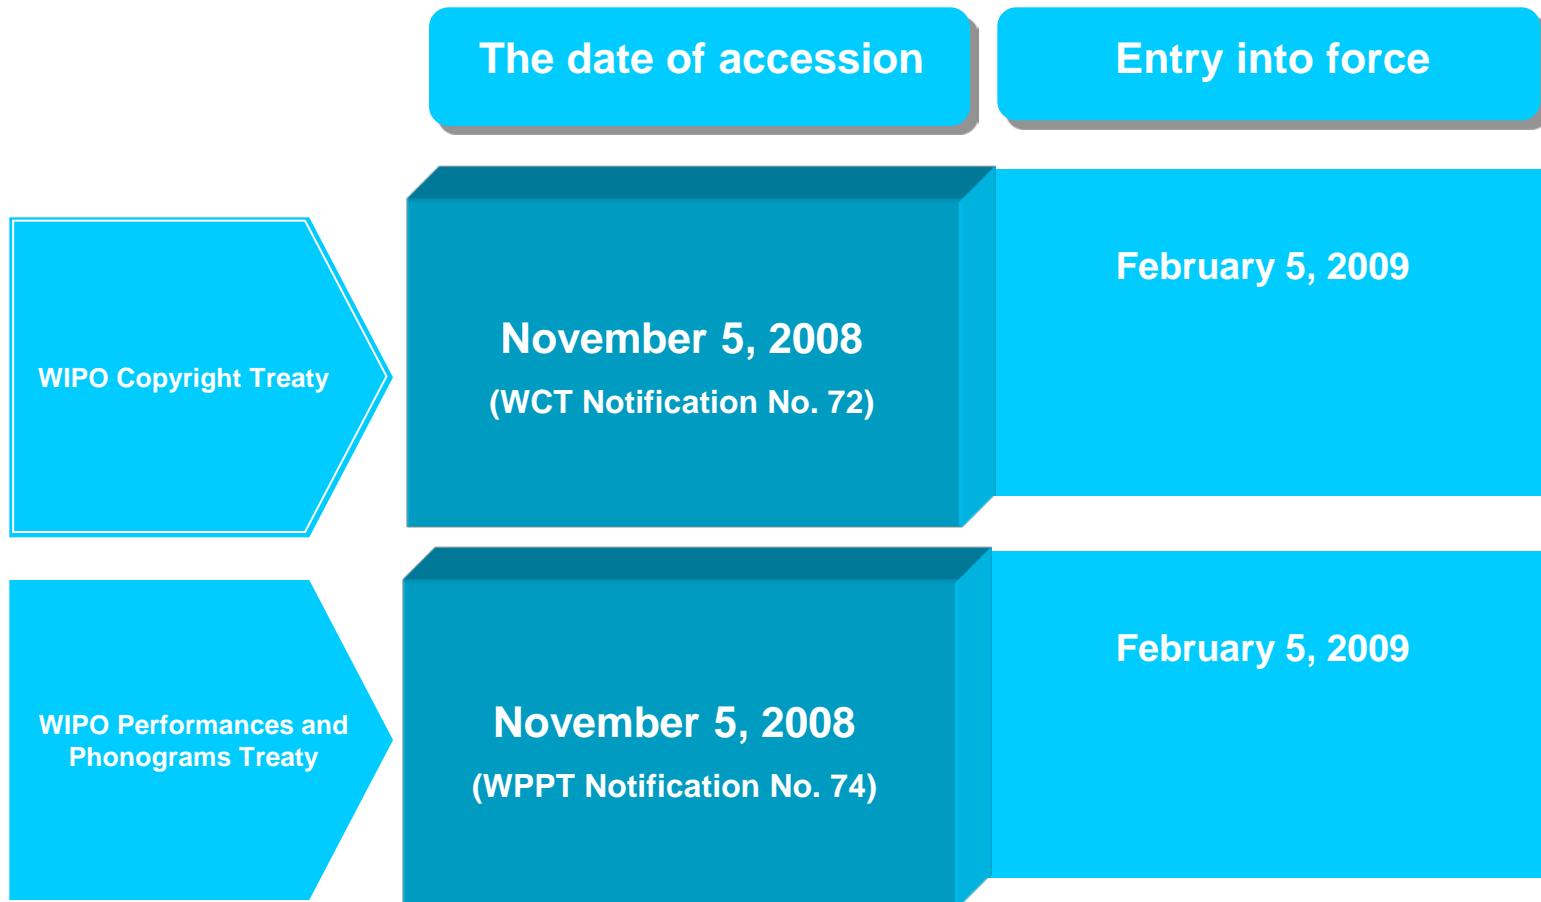 The date of accession
Entry into force
WIPO Copyright Treaty
November 5, 2008
(WCT Notification No. 72)
February 5, 2009
WIPO Performances and
Phonograms Treaty
November 5, 2008
(WPPT Notification No. 74)
February 5, 2009